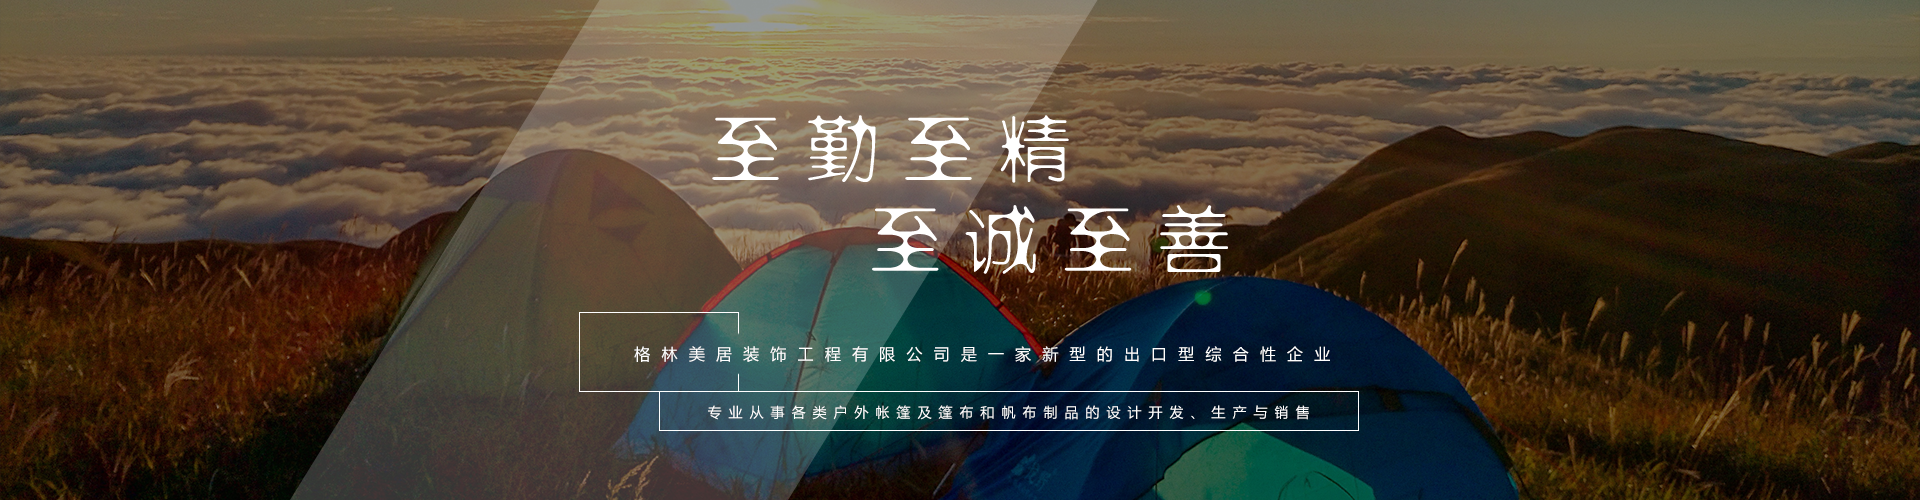 至勤至精
至诚至善
格林美居装饰工程有限公司是一家新型的出口型综合性企业
专业从事各类户外帐篷及篷布和帆布制品的设计开发、生产与销售